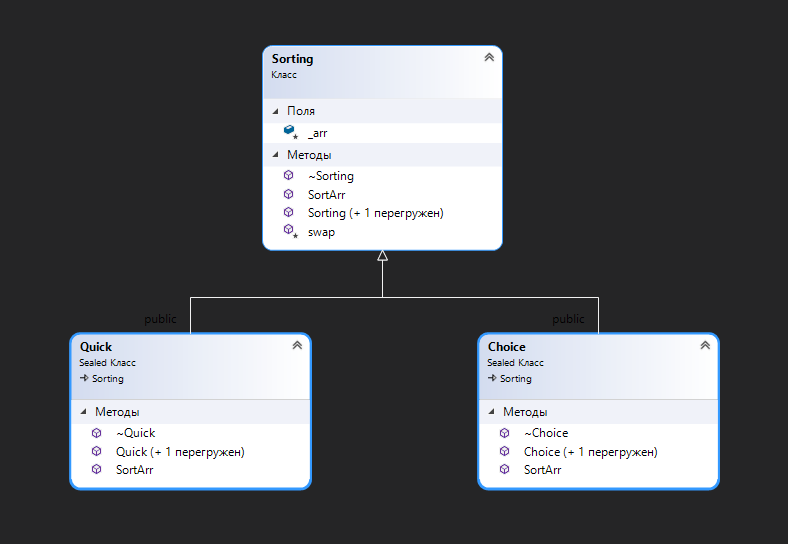 Sorting
Класс
Поля
_arr
Методы
~Sorting
SortArr
Sorting (+ 1 перегружен)
swap
public
Quick
Sealed Класс
Sorting
Методы
~Quick
Quick (+ 1 перегружен)
SortArr
public
Choice
Sealed Класс
Sorting
Методы
~Choice
Choice (+ 1 перегружен)
SortArr